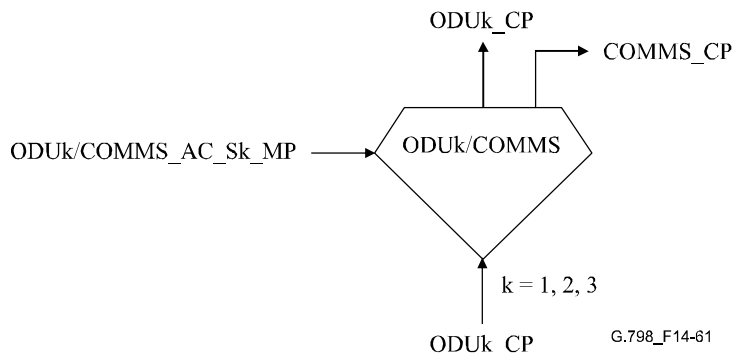 ODUk_CP
COMMS_CP
ODUk/COMMS
ODUk/COMMS_AC_Sk_MP
k = 1, 2, 3
ODUk_CP
G.798_F14-61